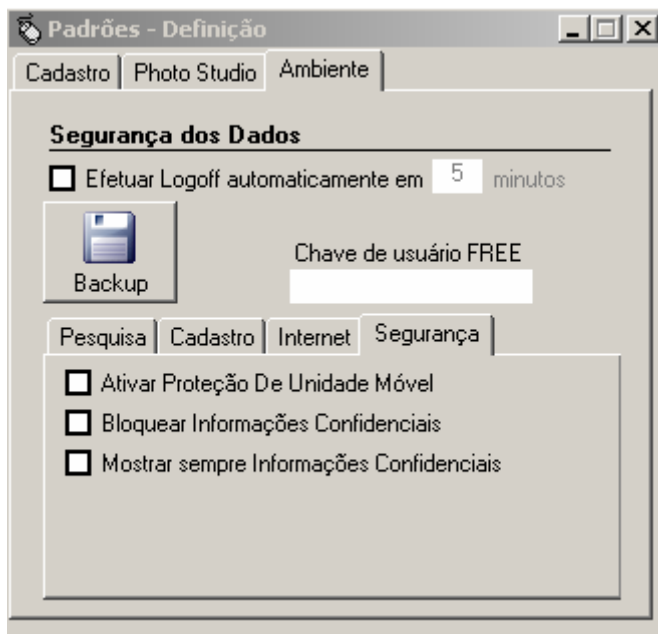 Padrões - Definição
Cadastro Photo Studio Ambiente
Segurança dos Dados
Efetuar Logoff automaticamente em 5 minutos
Chave de usuário FREE
Backup
Pesquisa Cadastro Internet Segurança
Ativar Proteção De Unidade Móvel
Bloquear Informações Confidenciais
Mostrar sempre Informações Confidenciais